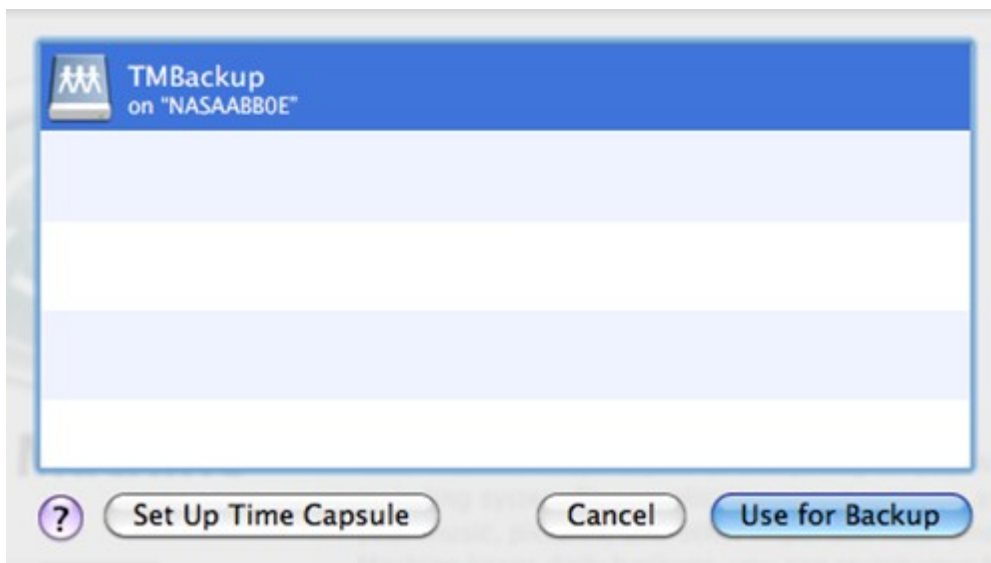 TMBackup
on "NASAABB0E"
?
Set Up Time Capsule
Cancel
Use for Backup